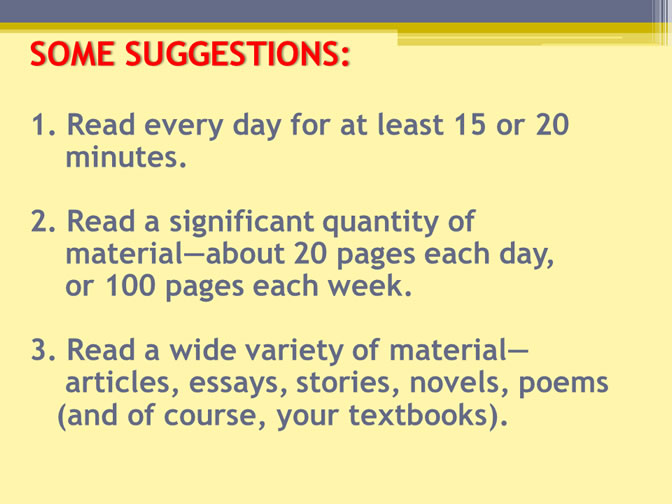 SOME SUGGESTIONS:
1. Read every day for at least 15 or 20
minutes.
2. Read a significant quantity of
material—about 20 pages each day,
or 100 pages each week.
3. Read a wide variety of material—
articles, essays, stories, novels, poems
(and of course, your textbooks).